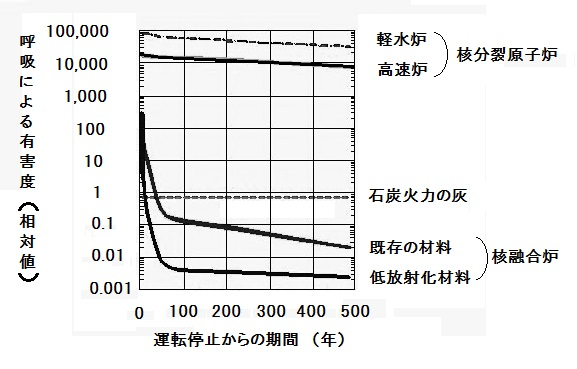 呼吸による有害度（相対値）
100,000
10,000
1,000
100
10
1
0.1
0.01
0.001
0 100 200 300 400 500
運転停止からの期間 （年）
軽水炉
高速炉
核分裂原子炉
石炭火力の灰
既存の材料
低放射化材料
核融合炉